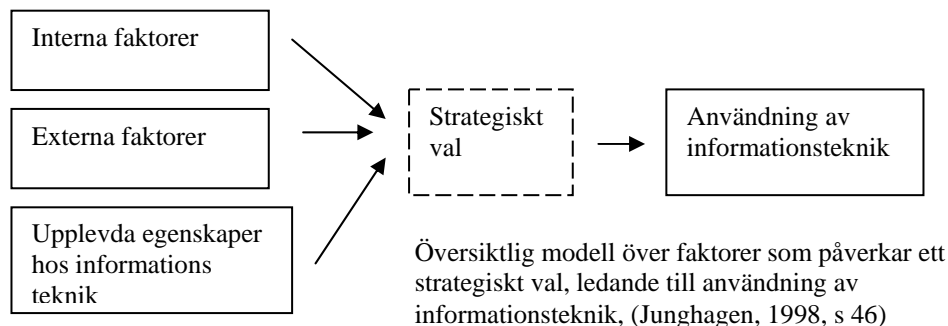 Interna faktorer
Externa faktorer
Upplevda egenskaper
hos informations
teknik
Strategiskt
val
Användning av
informationsteknik
Översiktlig modell över faktorer som påverkar ett
strategiskt val, ledande till användning av
informationsteknik, (Junghagen, 1998, s 46)